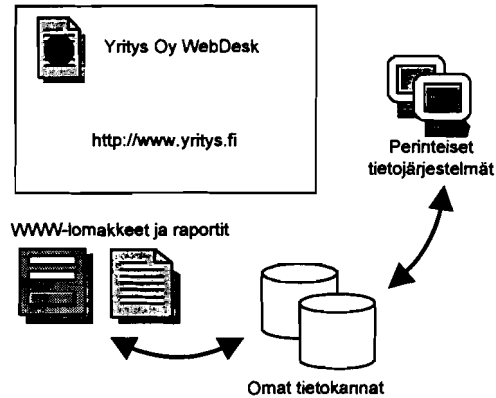 Yritys Oy WebDesk
http://www.yritys.fi
Perinteiset
tietojärjestelmät
WWW-lomakkeet ja raportit
Omat tietokannat